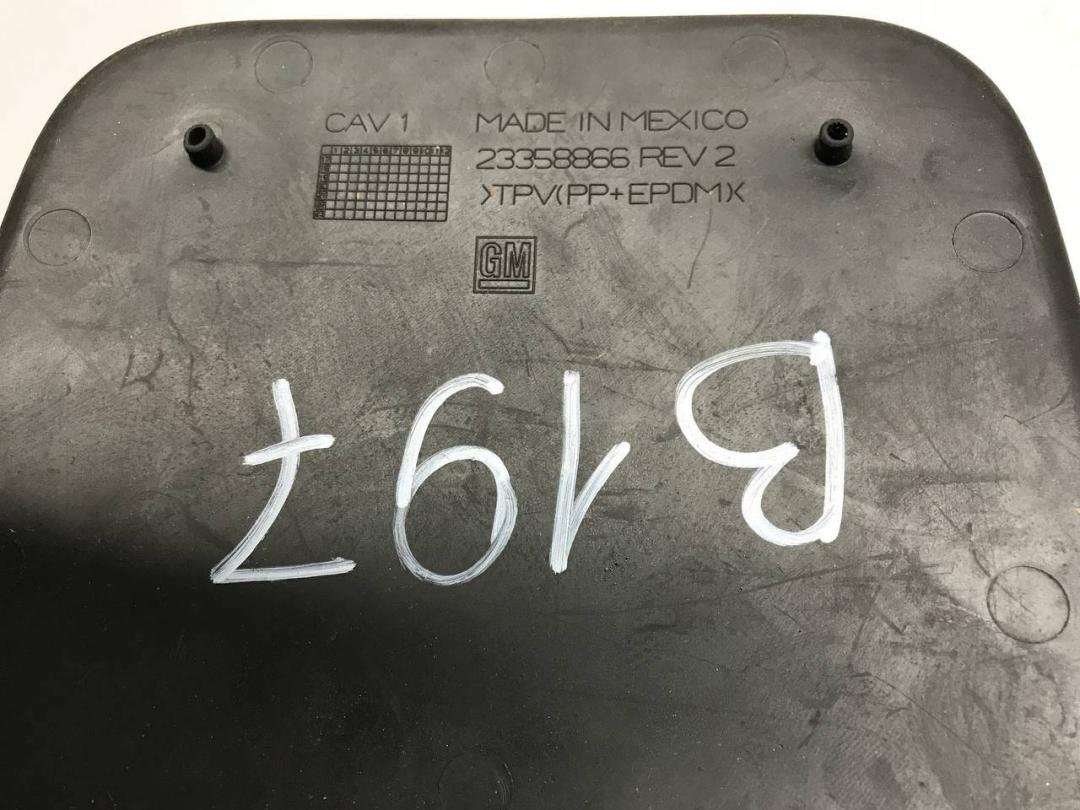 CAV 1
MADE IN MEXICO
23358866 REV 2
>TPV(PP+EPDM)<
GM
B197